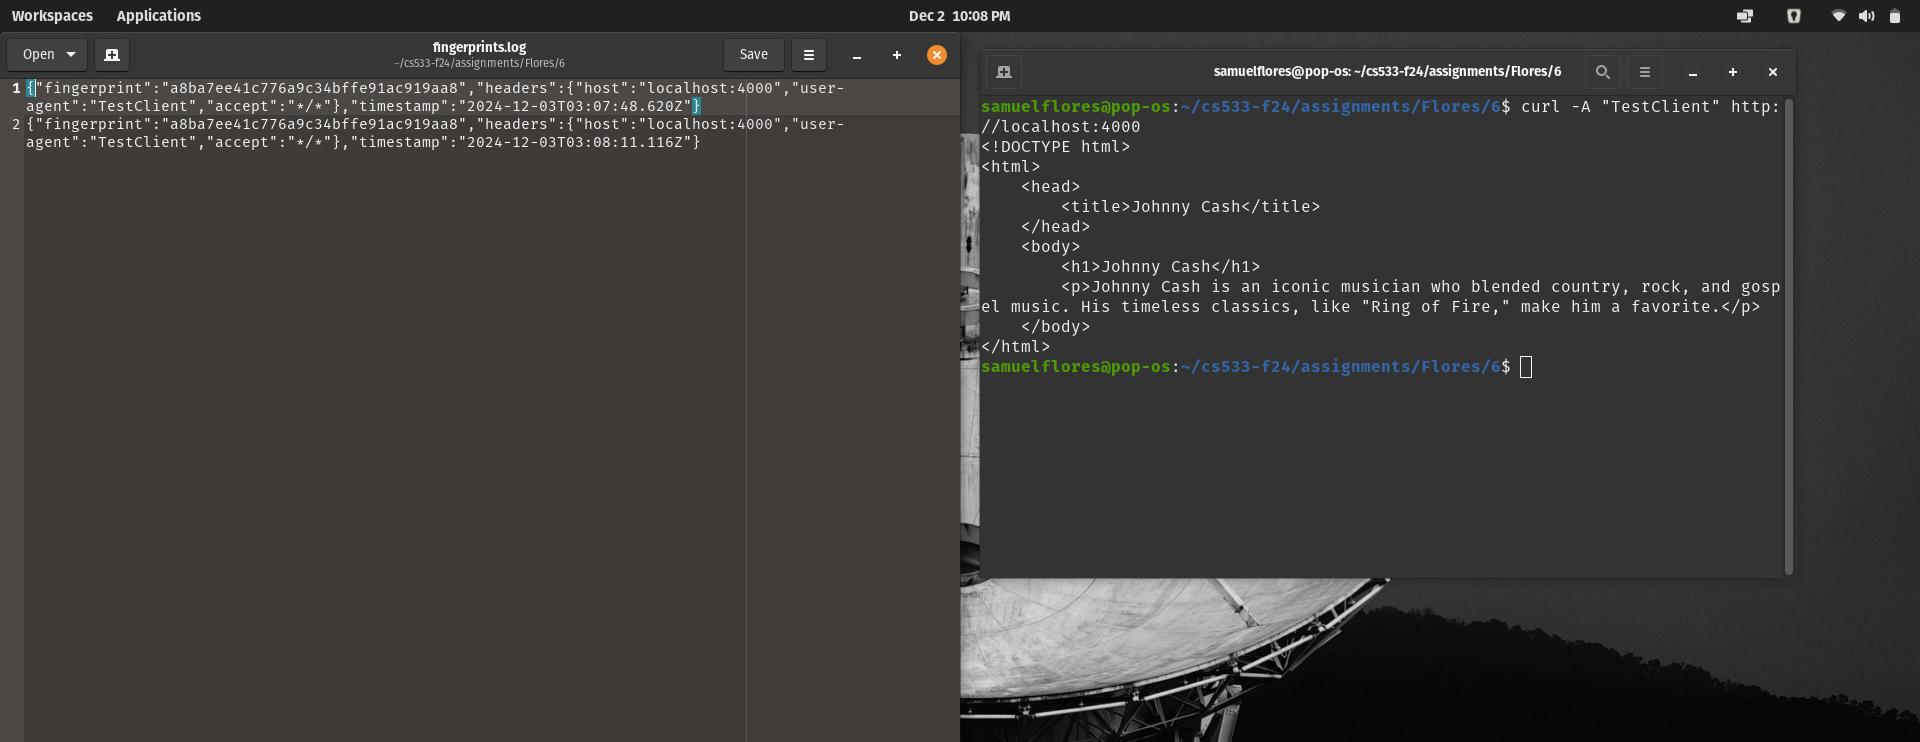 Workspaces Applications Dec 2 10:08 PM
Open fingerprints.log Save
~/cs533-f24/assignments/Flores/6
1 {"fingerprint":"a8ba7ee41c776a9c34bffe91ac919aa8","headers":{"host":"localhost:4000","user-
agent":"TestClient","accept":"*/*"},"timestamp":"2024-12-03T03:07:48.620Z"}
2 {"fingerprint":"a8ba7ee41c776a9c34bffe91ac919aa8","headers":{"host":"localhost:4000","user-
agent":"TestClient","accept":"*/*"},"timestamp":"2024-12-03T03:08:11.116Z"}
samuelflores@pop-os: ~/cs533-f24/assignments/Flores/6
samuelflores@pop-os:~/cs533-f24/assignments/Flores/6$ curl -A "TestClient" http:
//localhost:4000
<!DOCTYPE html>
<html>
    <head>
        <title>Johnny Cash</title>
    </head>
    <body>
        <h1>Johnny Cash</h1>
        <p>Johnny Cash is an iconic musician who blended country, rock, and gosp
el music. His timeless classics, like "Ring of Fire," make him a favorite.</p>
    </body>
</html>
samuelflores@pop-os:~/cs533-f24/assignments/Flores/6$